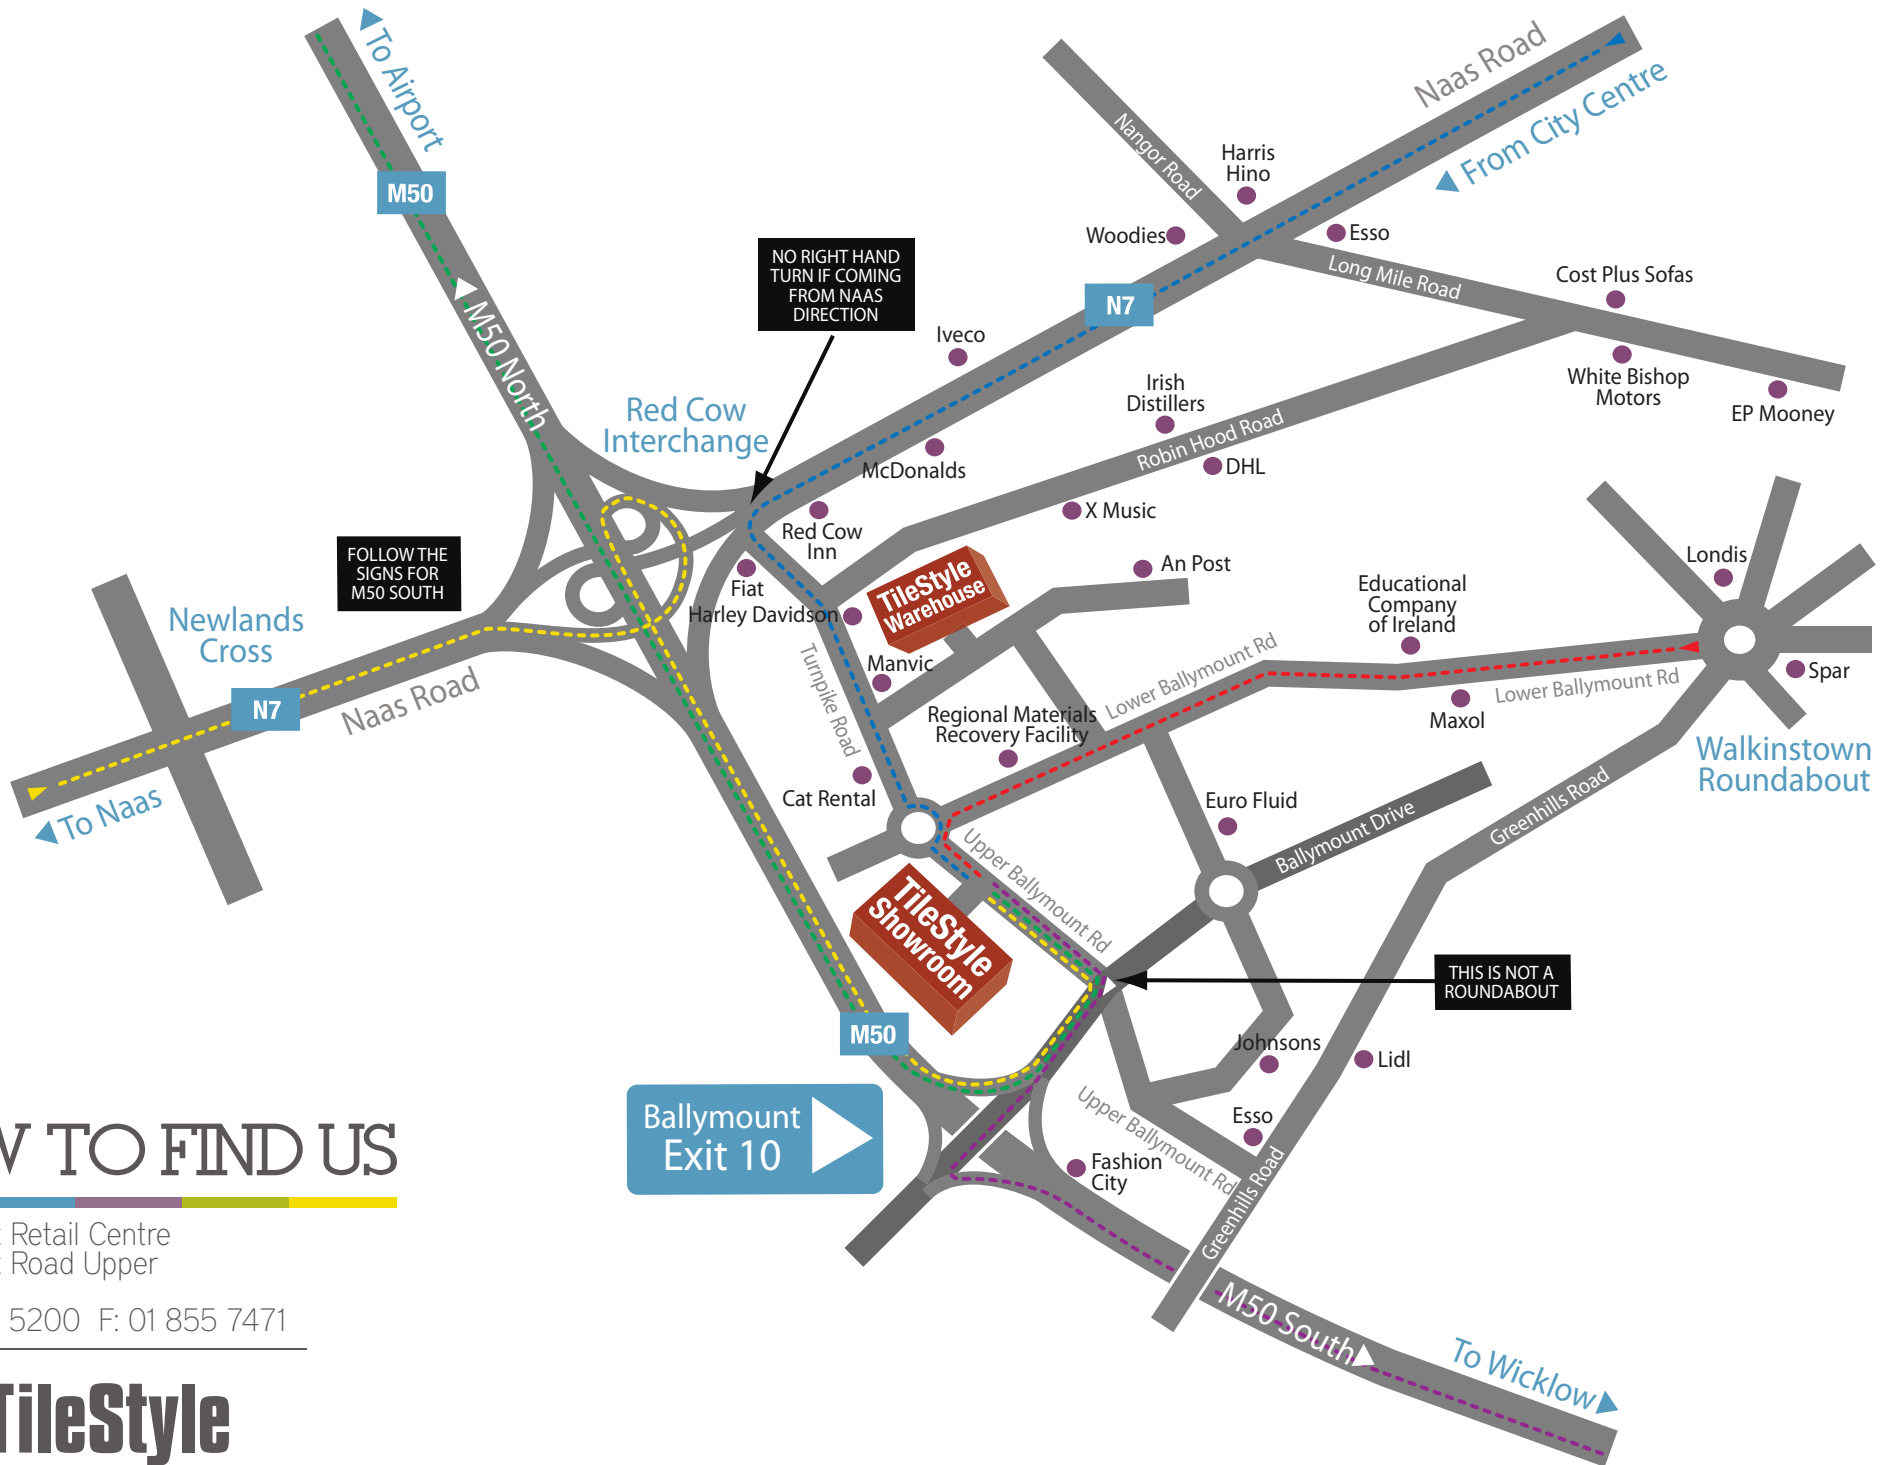 To Airport
M50
M50 North
NO RIGHT HAND
TURN IF COMING
FROM NAAS
DIRECTION
Naas Road
From City Centre
Nangor Road
Harris
Hino
Woodies
Esso
Long Mile Road
Cost Plus Sofas
N7
Iveco
White Bishop
Motors
EP Mooney
Irish
Distillers
Robin Hood Road
DHL
Red Cow
Interchange
McDonalds
X Music
Red Cow
Inn
FOLLOW THE
SIGNS FOR
M50 SOUTH
Fiat
Harley Davidson
TileStyle
Warehouse
An Post
Londis
Educational
Company
of Ireland
Newlands
Cross
N7
Naas Road
To Naas
Turnpike Road
Manvic
Regional Materials
Recovery Facility
Lower Ballymount Rd
Maxol
Lower Ballymount Rd
Spar
Walkinstown
Roundabout
Cat Rental
Euro Fluid
Ballymount Drive
Greenhills Road
Upper Ballymount Rd
TileStyle
Showroom
THIS IS NOT A
ROUNDABOUT
M50
Johnsons
Lidl
Ballymount
Exit 10
Upper Ballymount Rd
Esso
Fashion
City
Greenhills Road
M50 South
To Wicklow
TO FIND US
Retail Centre
Road Upper
5200 F: 01 855 7471
TileStyle